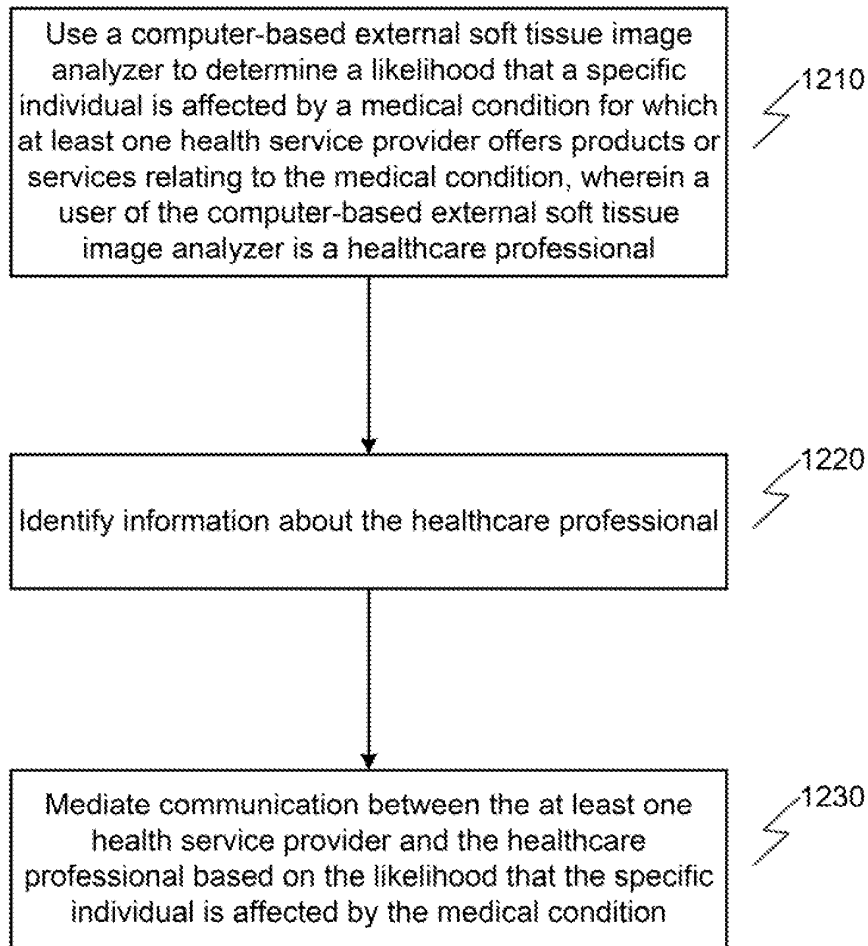 Use a computer-based external soft tissue image
analyzer to determine a likelihood that a specific
individual is affected by a medical condition for which
at least one health service provider offers products or
services relating to the medical condition, wherein a
user of the computer-based external soft tissue
image analyzer is a healthcare professional
1210
Identify information about the healthcare professional
1220
Mediate communication between the at least one
health service provider and the healthcare
professional based on the likelihood that the specific
individual is affected by the medical condition
1230